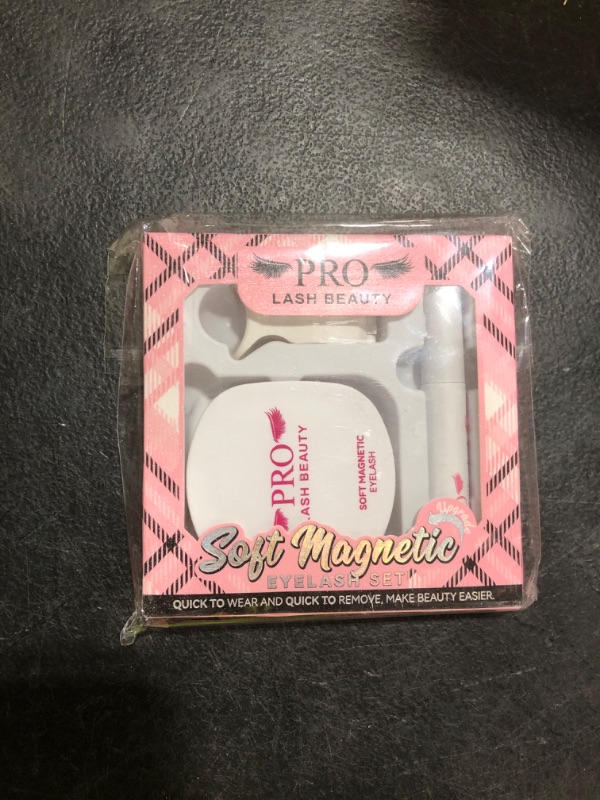 PRO
LASH BEAUTY
PRO
LASH BEAUTY
SOFT MAGNETIC
EYELASH
Upgrad
Soft Magnetic
EYELASH SET
QUICK TO WEAR AND QUICK TO REMOVE, MAKE BEAUTY EASIER.